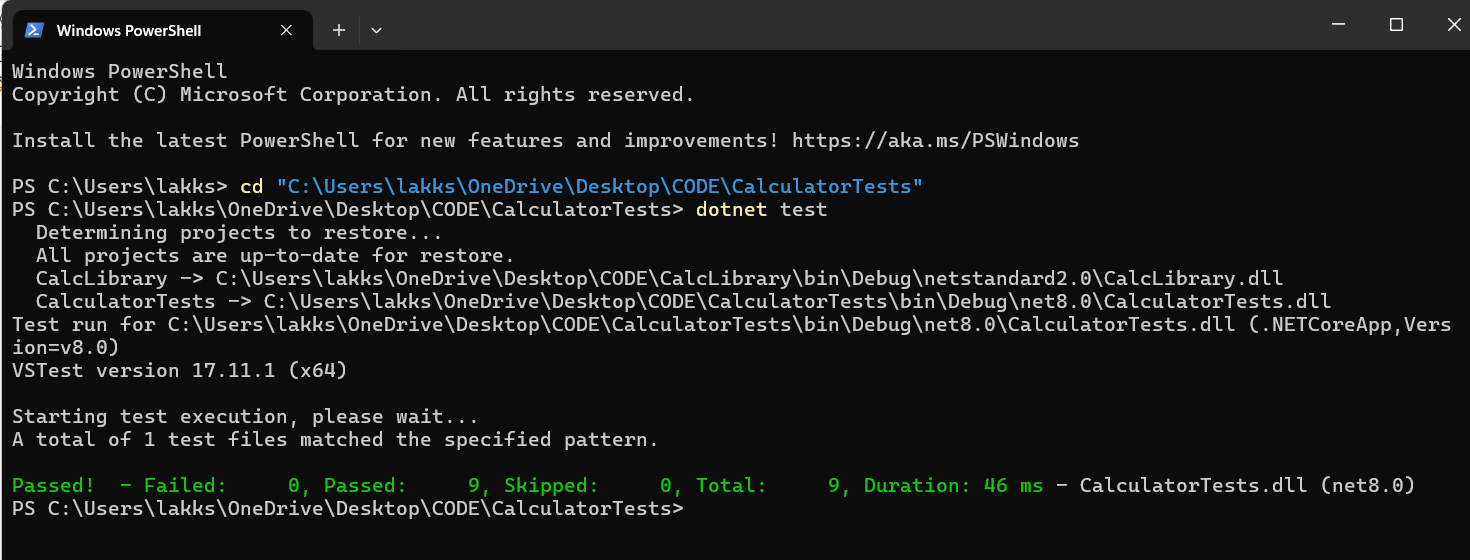 Windows PowerShell
Windows PowerShell
Copyright (C) Microsoft Corporation. All rights reserved.
Install the latest PowerShell for new features and improvements! https://aka.ms/PSWindows
PS C:\Users\lakks> cd "C:\Users\lakks\OneDrive\Desktop\CODE\CalculatorTests"
PS C:\Users\lakks\OneDrive\Desktop\CODE\CalculatorTests> dotnet test
  Determining projects to restore...
  All projects are up-to-date for restore.
  CalcLibrary -> C:\Users\lakks\OneDrive\Desktop\CODE\CalcLibrary\bin\Debug\netstandard2.0\CalcLibrary.dll
  CalculatorTests -> C:\Users\lakks\OneDrive\Desktop\CODE\CalculatorTests\bin\Debug\net8.0\CalculatorTests.dll
Test run for C:\Users\lakks\OneDrive\Desktop\CODE\CalculatorTests\bin\Debug\net8.0\CalculatorTests.dll (.NETCoreApp,Vers
ion=v8.0)
VSTest version 17.11.1 (x64)
Starting test execution, please wait...
A total of 1 test files matched the specified pattern.
Passed!  - Failed:     0, Passed:     9, Skipped:     0, Total:     9, Duration: 46 ms - CalculatorTests.dll (net8.0)
PS C:\Users\lakks\OneDrive\Desktop\CODE\CalculatorTests>